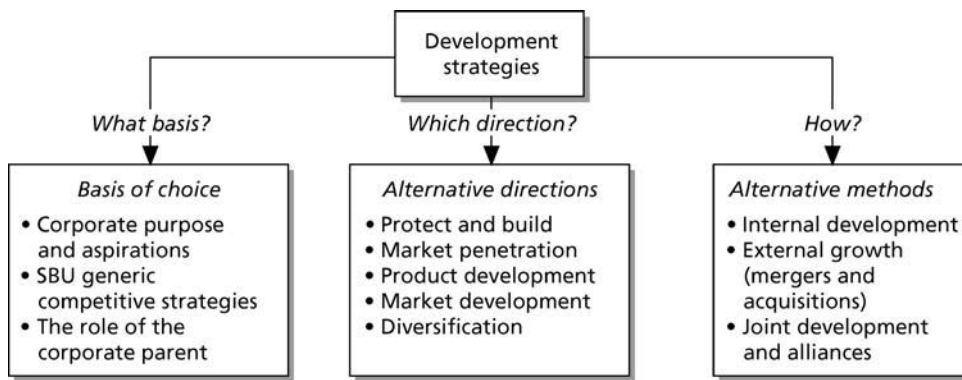 Development
strategies
What basis?
Which direction?
How?
Basis of choice
• Corporate purpose
and aspirations
• SBU generic
competitive strategies
• The role of the
corporate parent
Alternative directions
• Protect and build
• Market penetration
• Product development
• Market development
• Diversification
Alternative methods
• Internal development
• External growth
(mergers and
acquisitions)
• Joint development
and alliances